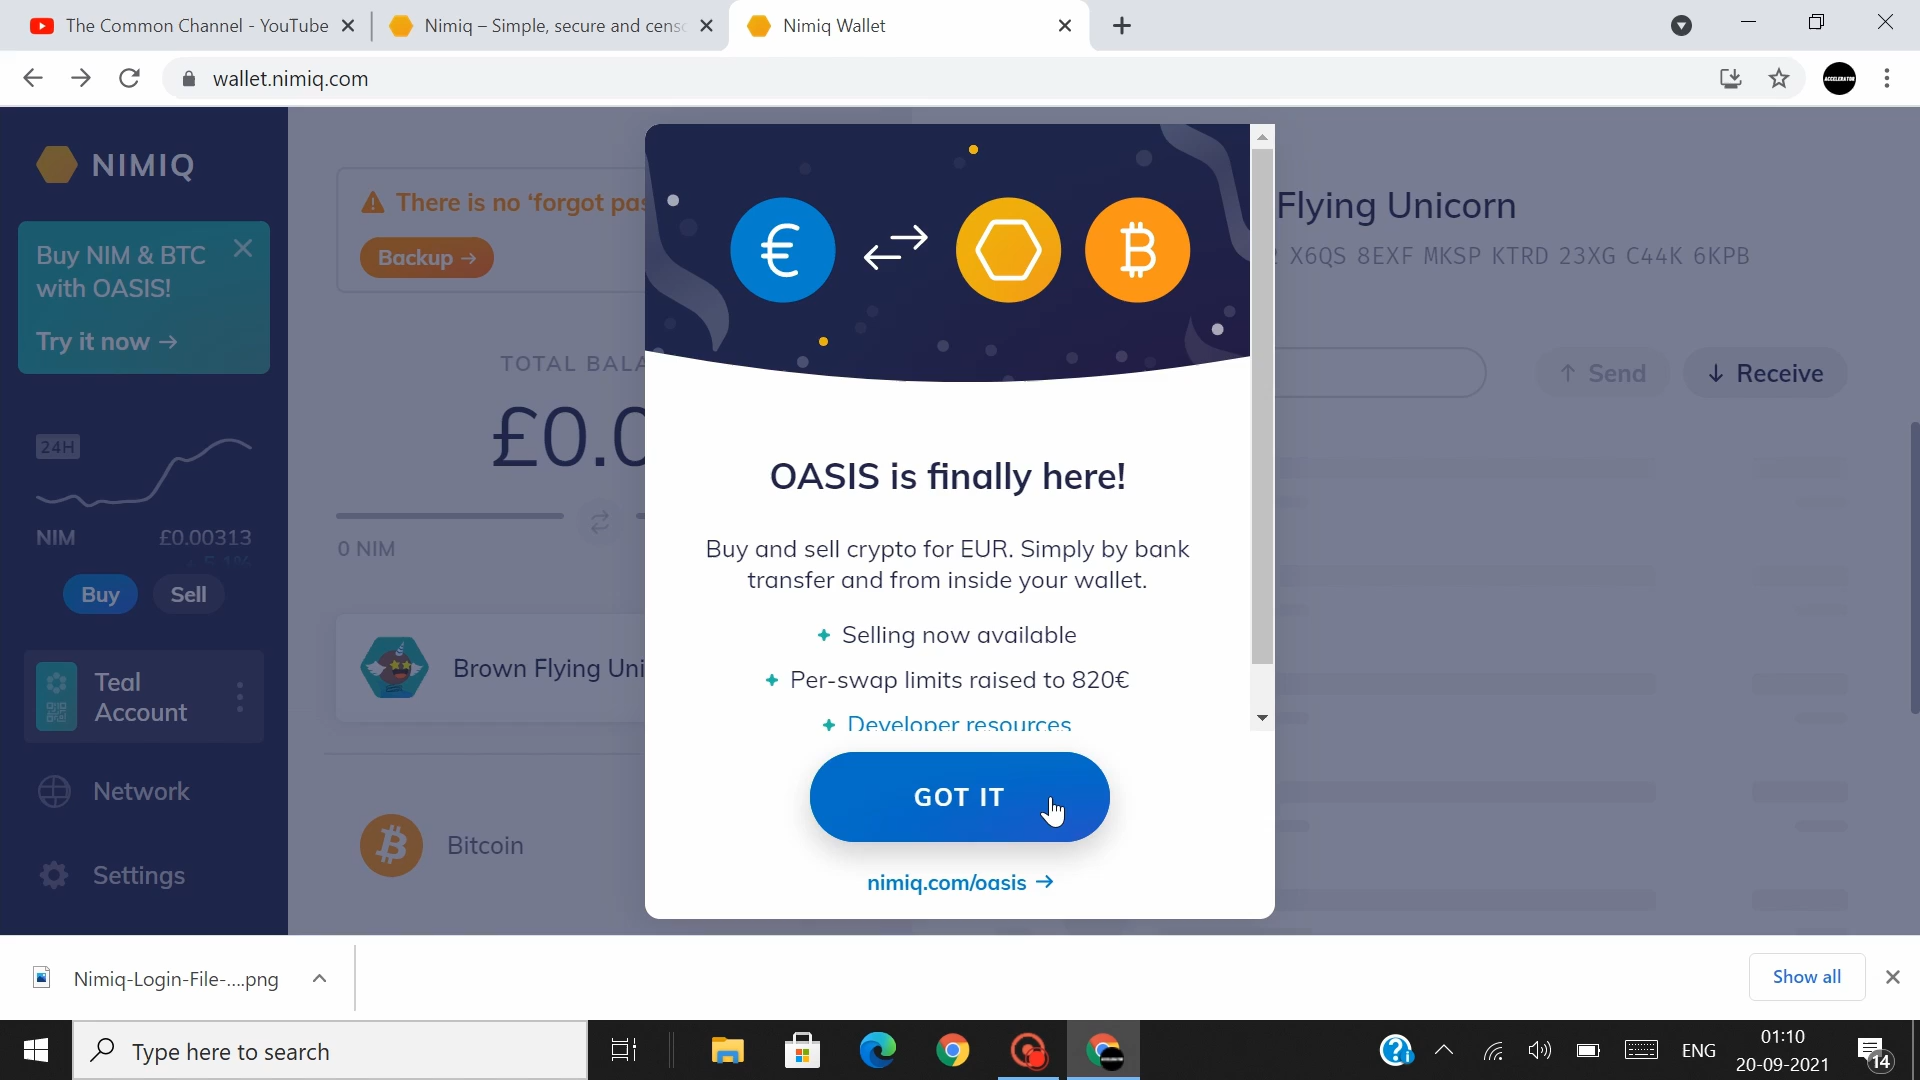 The Common Channel - YouTube
Nimiq – Simple, secure and cens
Nimiq Wallet
wallet.nimiq.com
ACCELERATOR
NIMIQ
Buy NIM & BTC
with OASIS!
Try it now →
24H
NIM £0.00313
5.1%
Buy Sell
Teal
Account
Network
Settings
There is no ‘forgot pas
Backup →
TOTAL BALA
£0.0
0 NIM
Brown Flying Uni
Bitcoin
OASIS is finally here!
Buy and sell crypto for EUR. Simply by bank
transfer and from inside your wallet.
Selling now available
Per-swap limits raised to 820€
Developer resources
GOT IT
nimiq.com/oasis →
Flying Unicorn
X6QS 8EXF MKSP KTRD 23XG C44K 6KPB
↑ Send
↓ Receive
Nimiq-Login-File-....png
Show all
Type here to search
ENG
01:10
20-09-2021
14